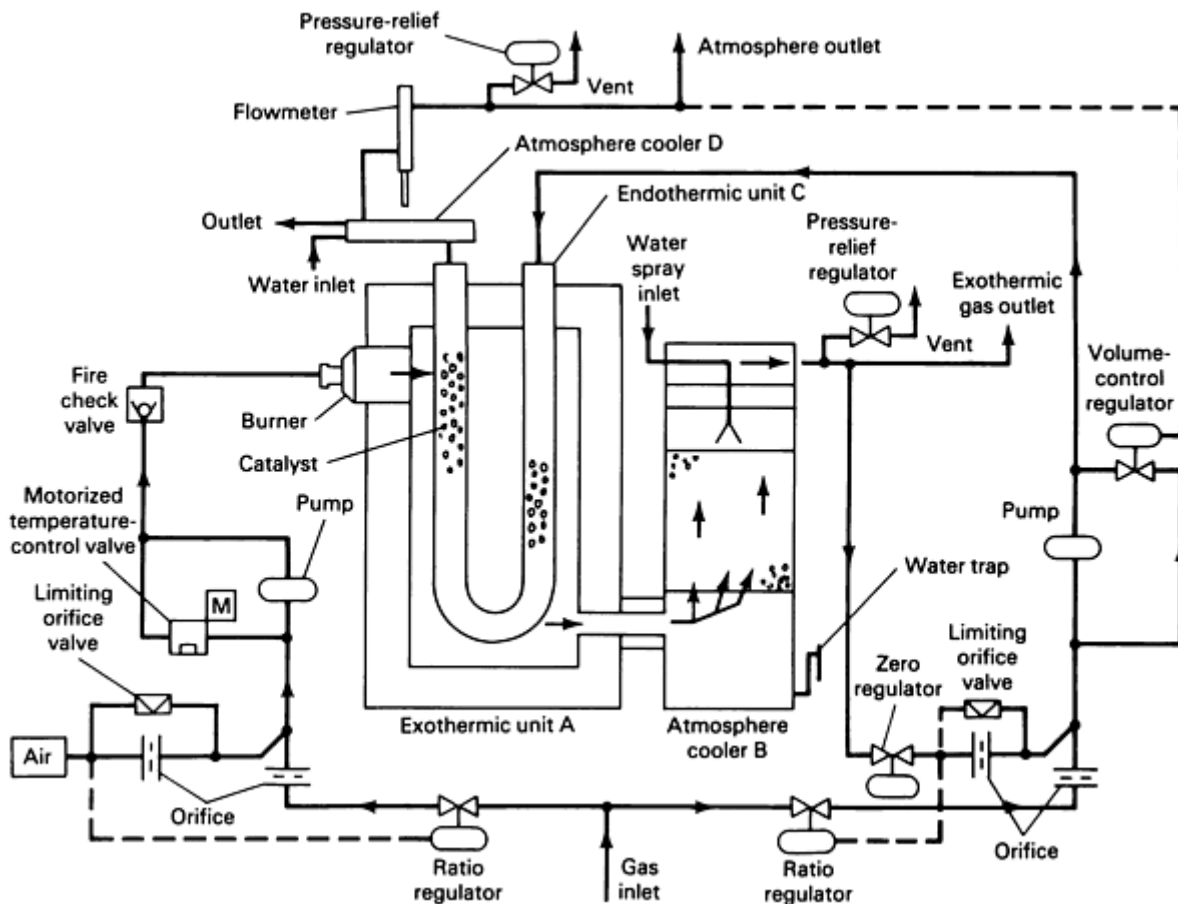 Pressure-relief
regulator
Atmosphere outlet
Vent
Flowmeter
Atmosphere cooler D
Endothermic unit C
Outlet
Water inlet
Water
spray
inlet
Pressure-
relief
regulator
Exothermic
gas outlet
Vent
Volume-
control
regulator
Fire
check
valve
Burner
Catalyst
Motorized
temperature-
control valve
Pump
Pump
M
Limiting
orifice
valve
Water trap
Limiting
orifice
valve
Zero
regulator
Exothermic unit A
Atmosphere
cooler B
Air
Orifice
Orifice
Ratio
regulator
Gas
inlet
Ratio
regulator